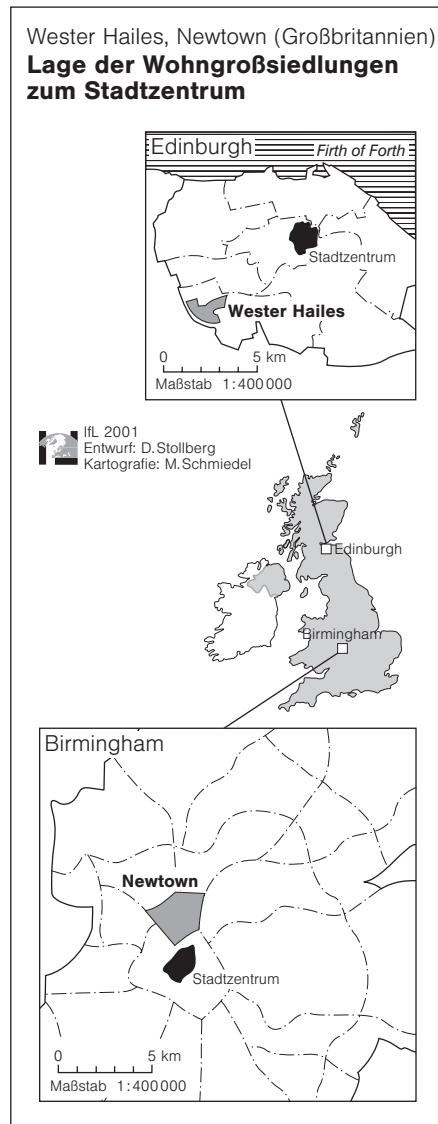 Wester Hailes, Newtown (Großbritannien)
Lage der Wohngroßsiedlungen
zum Stadtzentrum
Edinburgh
Firth of Forth
Stadtzentrum
Wester Hailes
0 5 km
Maßstab 1:400 000
IfL 2001
Entwurf: D. Stollberg
Kartografie: M. Schmiedel
Edinburgh
Birmingham
Birmingham
Newtown
Stadtzentrum
0 5 km
Maßstab 1:400 000